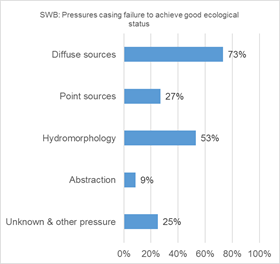 SWB: Pressures casing failure to achieve good ecological
status
Diffuse sources 73%
Point sources 27%
Hydromorphology 53%
Abstraction 9%
Unknown & other pressure 25%
0% 20% 40% 60% 80% 100%